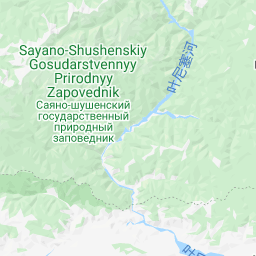 Sayano-Shushenskiy
Gosudarstvennyy
Prirodnyy
Zapovednik
Саяно-шушенский
государственный
природный
заповедник
叶尼塞河